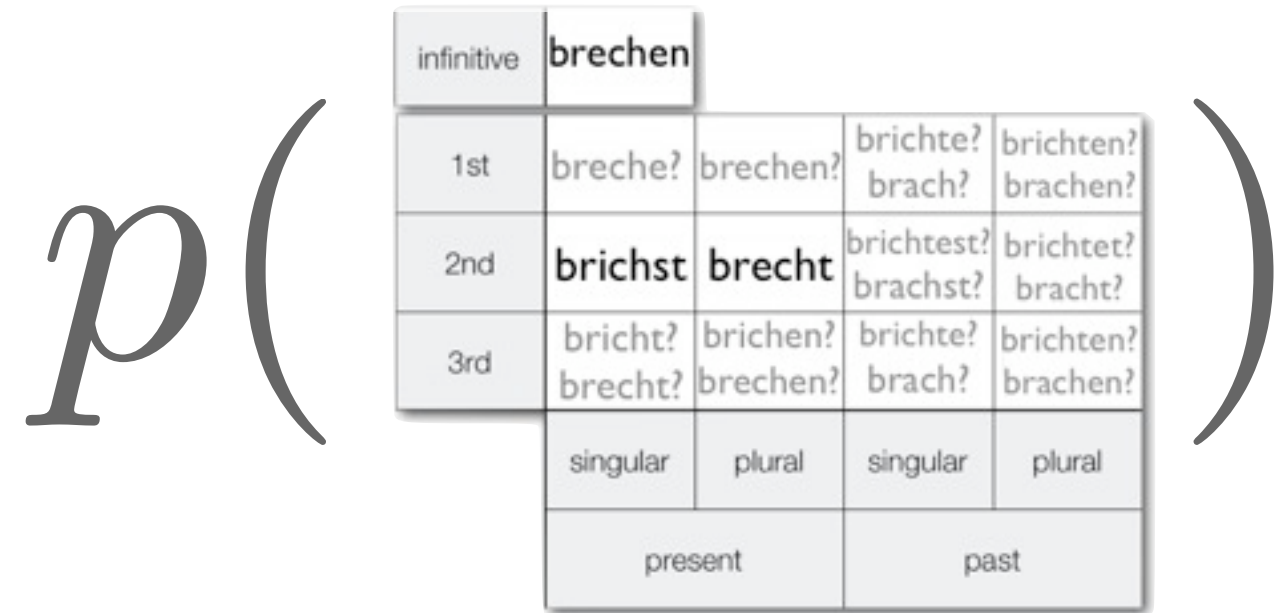 p(
infinitive brechen
1st breche? brechen? brichte? brichten?
brach? brachen?
2nd brichst brecht brichtest? brichtet?
brachst? bracht?
3rd bricht? brichen? brichte? brichten?
brecht? brechen? brach? brachen?
singular plural singular plural
present past
)